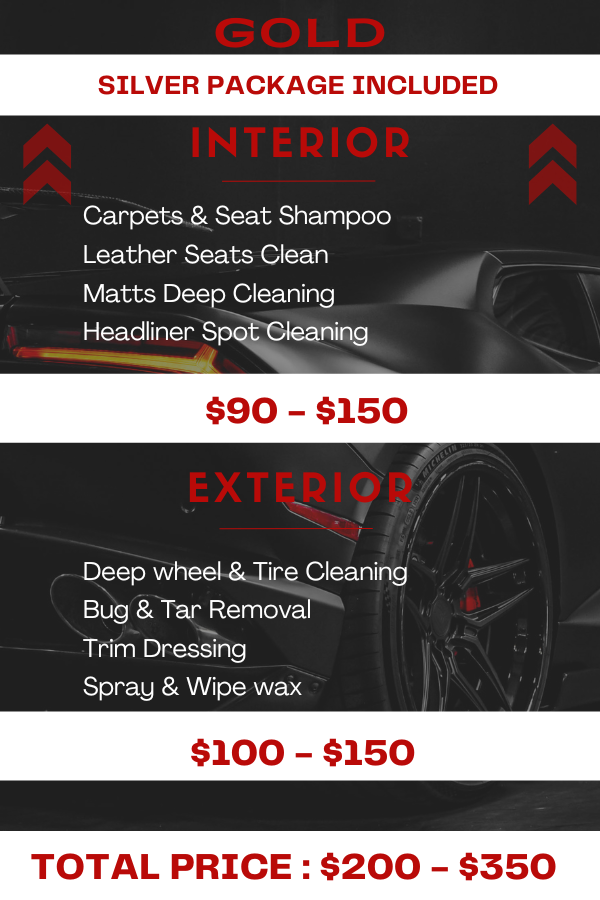 GOLD
SILVER PACKAGE INCLUDED
INTERIOR
Carpets & Seat Shampoo
Leather Seats Clean
Matts Deep Cleaning
Headliner Spot Cleaning
$90 - $150
EXTERIOR
MICHELIN
Deep wheel & Tire Cleaning
Bug & Tar Removal
Trim Dressing
Spray & Wipe wax
$100 - $150
TOTAL PRICE : $200 - $350